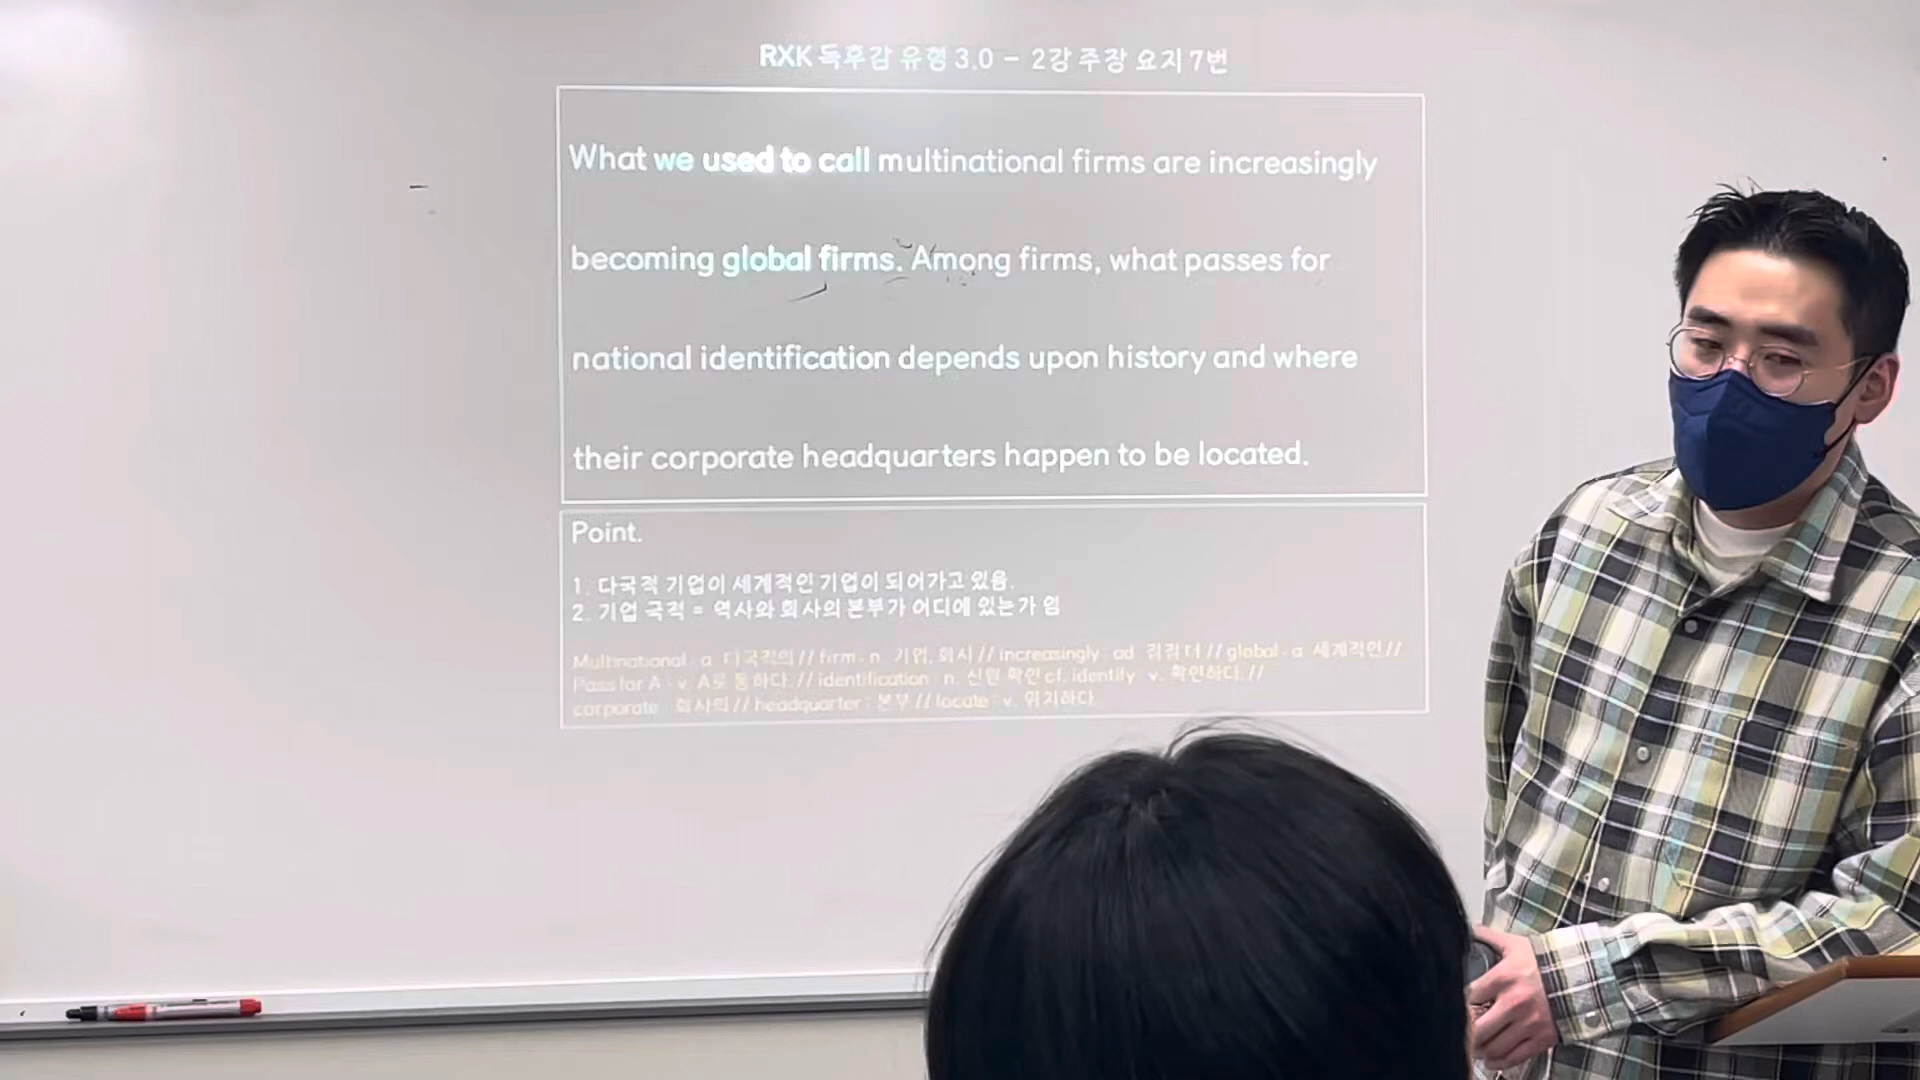 RXK 독후감 유형 3.0 - 2강 주장 요지 7번
What we used to call multinational firms are increasingly
becoming global firms. Among firms, what passes for
national identification depends upon history and where
their corporate headquarters happen to be located.
Point.
1. 다국적 기업이 세계적인 기업이 되어가고 있음.
2. 기업 국적 = 역사와 회사의 본부가 어디에 있는가 임
Multinational : a. 다국적의 // firm : n. 기업, 회사 // increasingly : ad. 점점 더 // global : a. 세계적인 //
Pass for A : v. A로 통하다. // identification : n. 신원 확인 cf. identify : v. 확인하다. //
corporate : 회사의 // headquarter : 본부 // locate : v. 위치하다